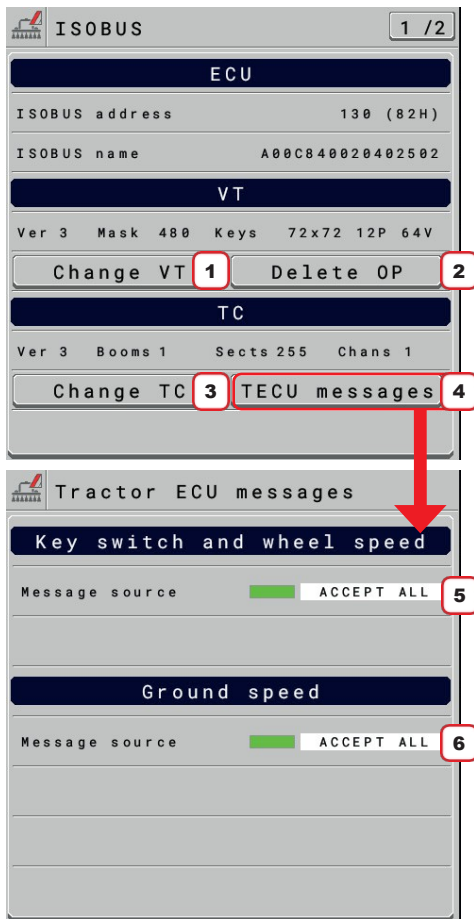 ISOBUS 1 /2
ECU
ISOBUS address 130 (82H)
ISOBUS name A00C840020402502
VT
Ver 3 Mask 480 Keys 72x72 12P 64V
Change VT 1 Delete OP 2
TC
Ver 3 Booms 1 Sects 255 Chans 1
Change TC 3 TECU messages 4
Tractor ECU messages
Key switch and wheel speed
Message source ACCEPT ALL 5
Ground speed
Message source ACCEPT ALL 6